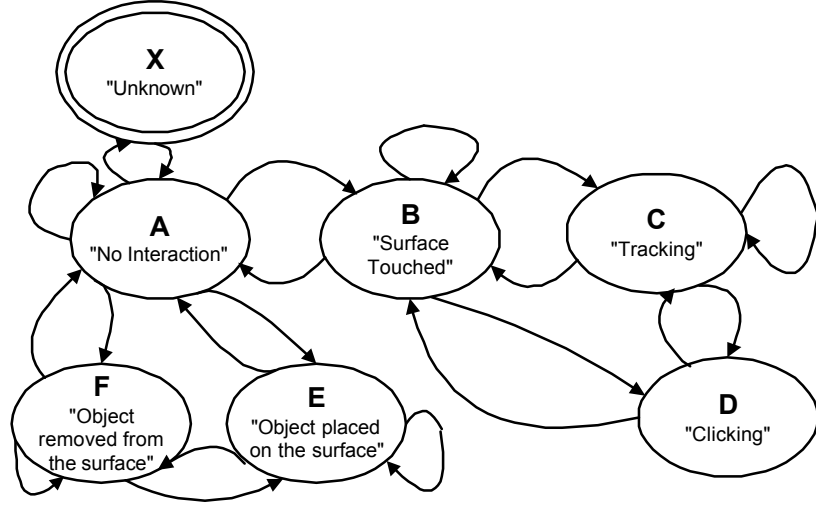 X
"Unknown"
A
"No Interaction"
B
"Surface
Touched"
C
"Tracking"
F
"Object
removed from
the surface"
E
"Object placed
on the surface"
D
"Clicking"